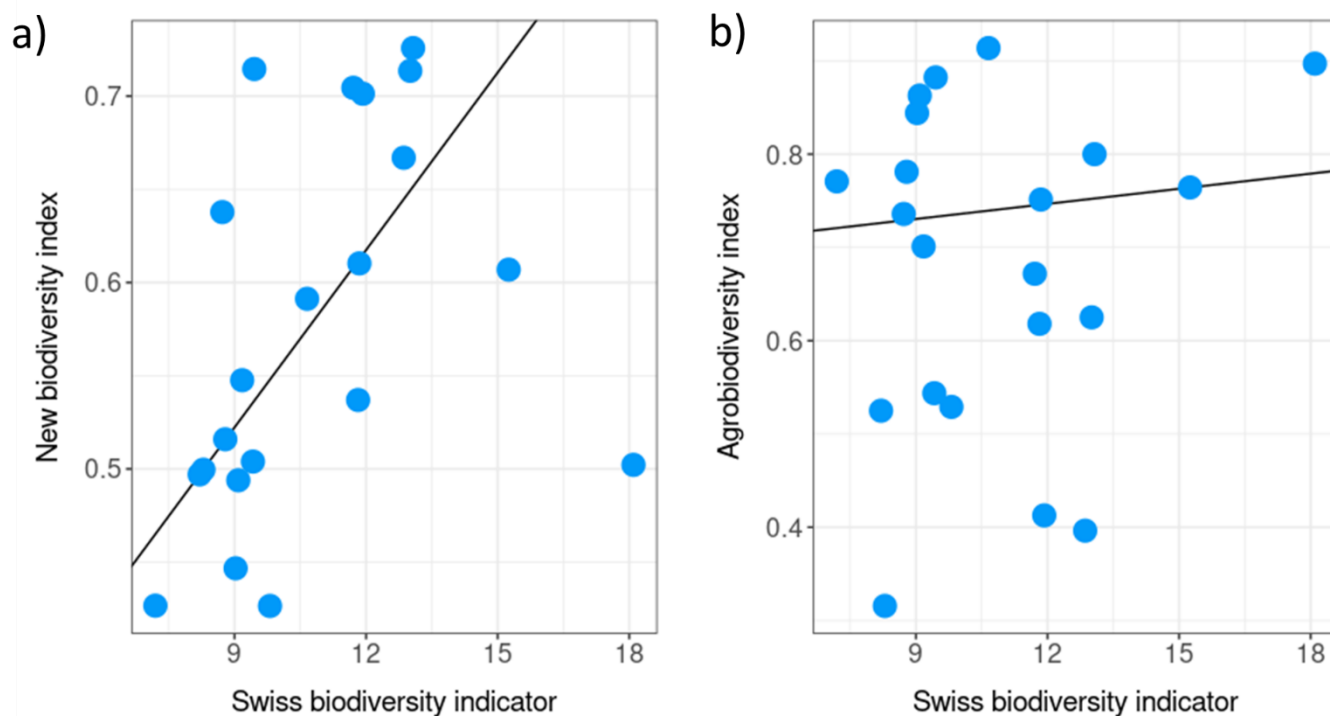 a)
New biodiversity index
0.7
0.6
0.5
9 12 15 18
Swiss biodiversity indicator
b)
Agrobiodiversity index
0.8
0.6
0.4
9 12 15 18
Swiss biodiversity indicator